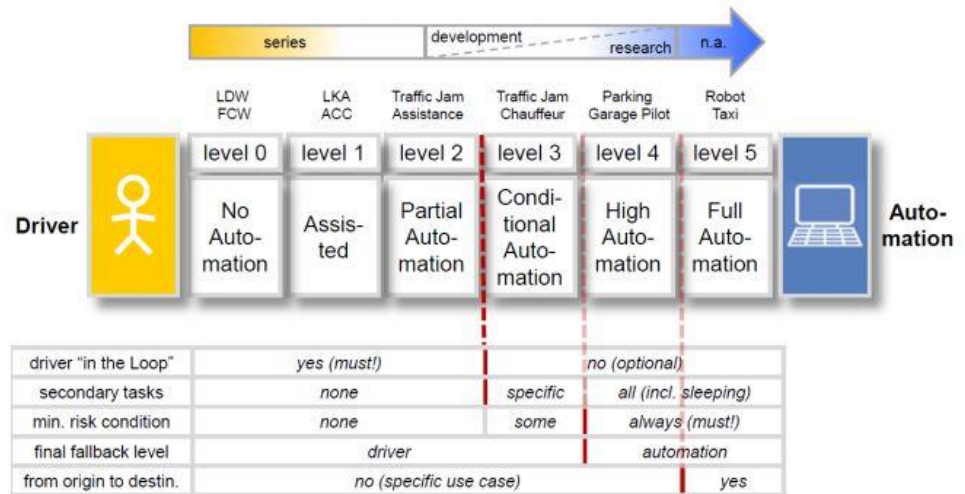 series
development
research
n.a.
LDW
FCW
LKA
ACC
Traffic Jam
Assistance
Traffic Jam
Chauffeur
Parking
Garage Pilot
Robot
Taxi
level 0
level 1
level 2
level 3
level 4
level 5
Driver
No
Auto-
mation
Assis-
ted
Partial
Auto-
mation
Condi-
tional
Auto-
mation
High
Auto-
mation
Full
Auto-
mation
Auto-
mation
driver "in the Loop" yes (must!) no (optional)
secondary tasks none specific all (incl. sleeping)
min. risk condition none some always (must!)
final fallback level driver automation
from origin to destin. no (specific use case) yes